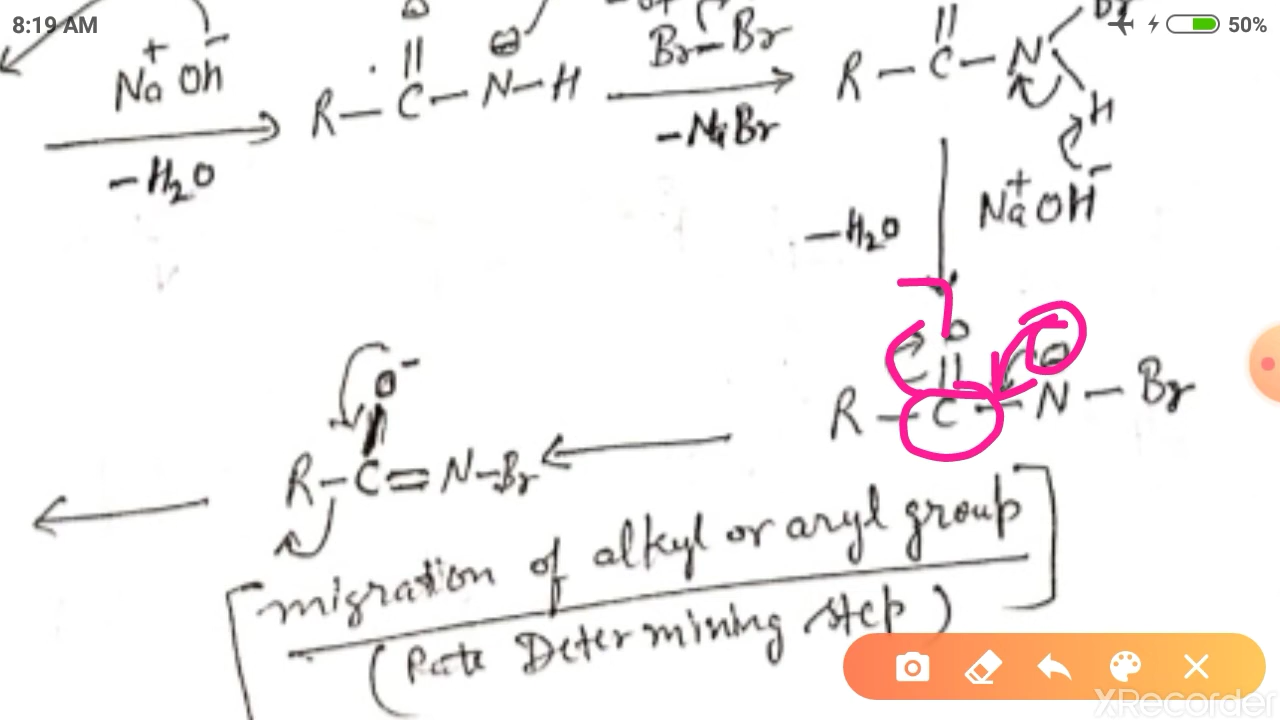 8:19 AM
50%
Na+ Oh-
-H2O
R-C-N-H
Br-Br
-NaBr
O
R-C-N
Br
H
Na+ OH-
-H2O
O
R-C-N-Br
O-
R-C=N-Br
[migration of alkyl or aryl group]
(Rate Determining step)
XRecorder